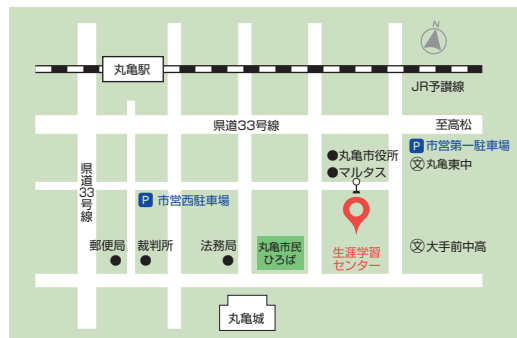 N
丸亀駅
JR予讃線
県道33号線
至高松
P 市営第一駐車場
●丸亀市役所
●マルタス
文 丸亀東中
県道33号線
P 市営西駐車場
郵便局
裁判所
法務局
丸亀市民
ひろば
生涯学習
センター
文 大手前中高
丸亀城